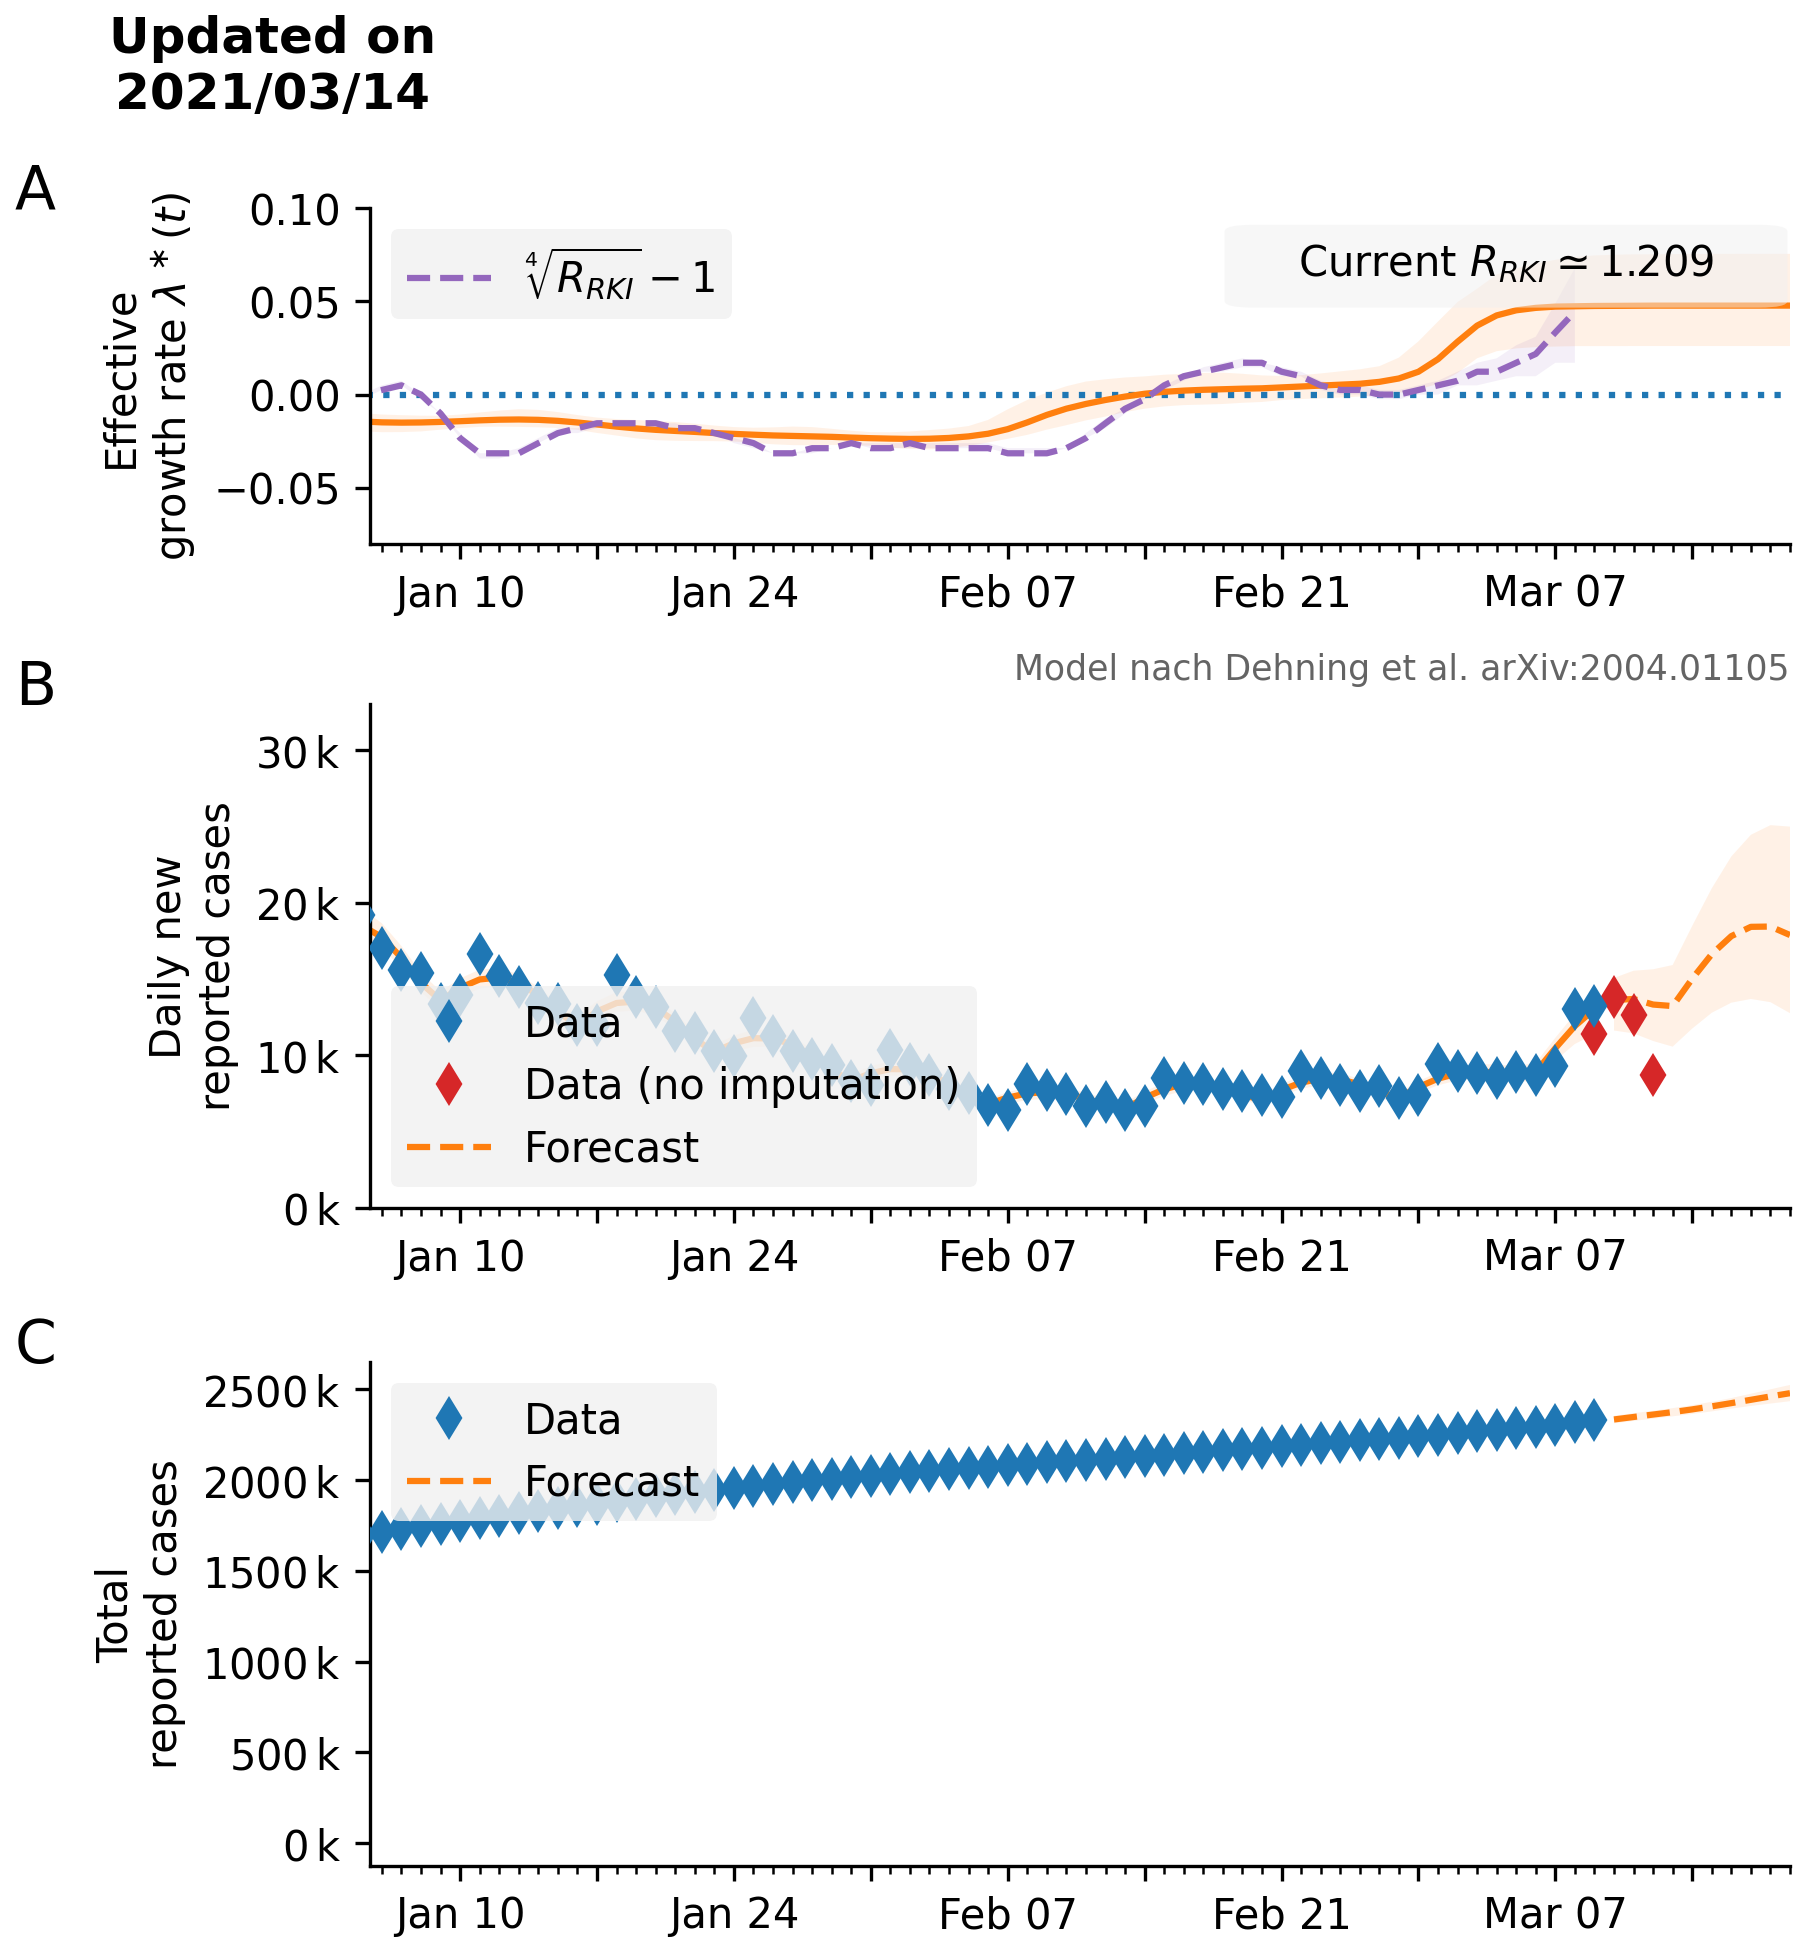 Updated on
2021/03/14
A
Effective
growth rate λ * (t)
0.10
0.05
0.00
−0.05
∜R_RKI − 1
Current R_RKI ≃ 1.209
Jan 10
Jan 24
Feb 07
Feb 21
Mar 07
B
Model nach Dehning et al. arXiv:2004.01105
Daily new
reported cases
30 k
20 k
10 k
0 k
Data
Data (no imputation)
Forecast
Jan 10
Jan 24
Feb 07
Feb 21
Mar 07
C
Total
reported cases
2500 k
2000 k
1500 k
1000 k
500 k
0 k
Data
Forecast
Jan 10
Jan 24
Feb 07
Feb 21
Mar 07